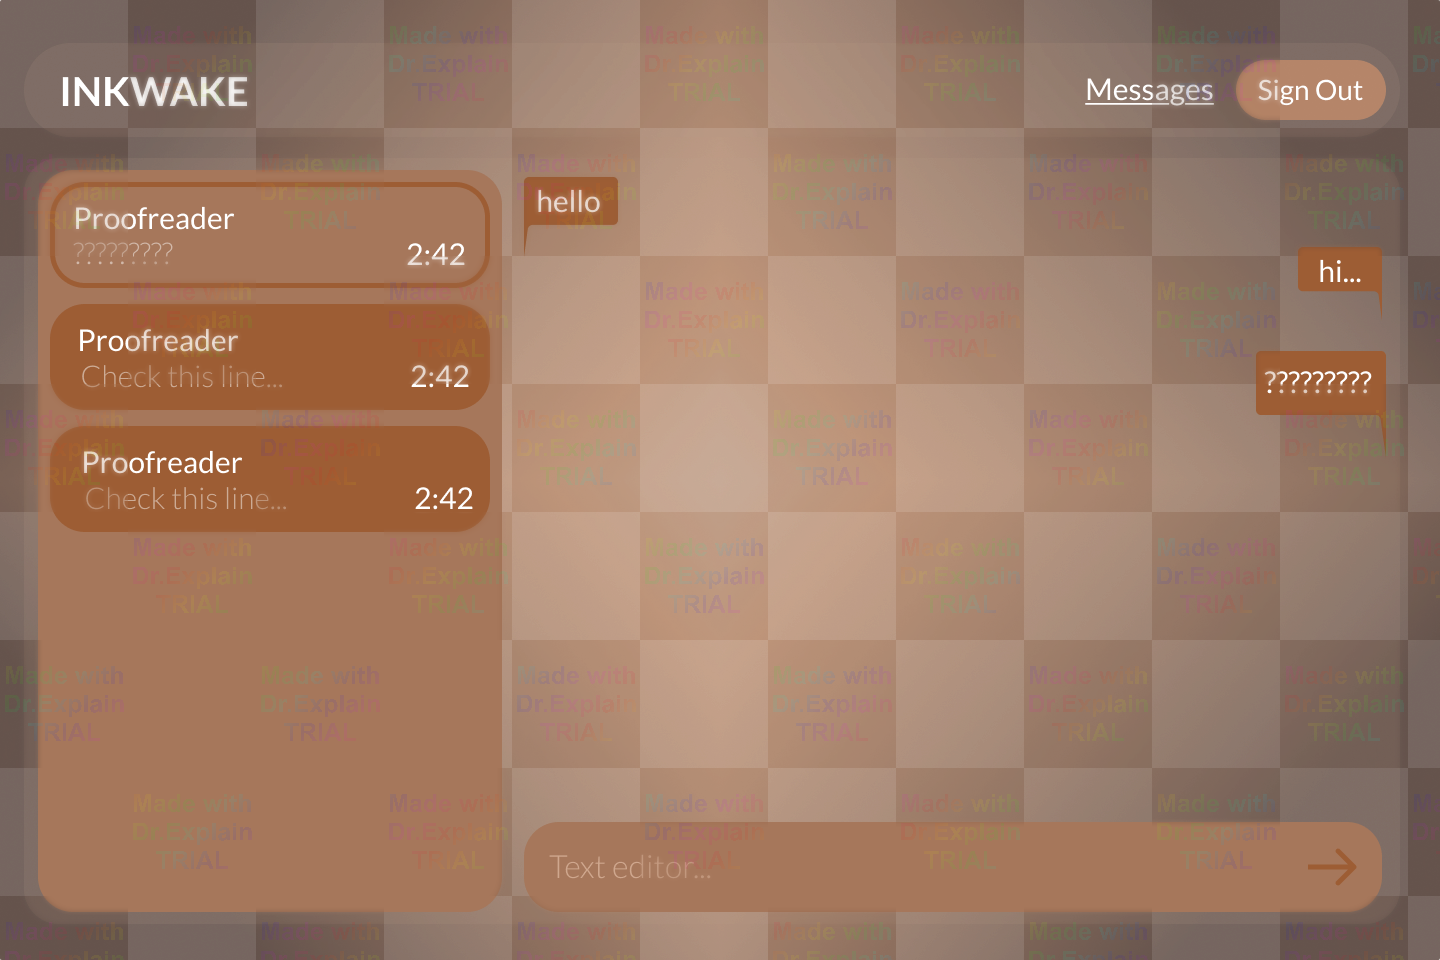 INKWAKE
Messages
Sign Out
Proofreader
?????????
2:42
Proofreader
Check this line...
2:42
Proofreader
Check this line...
2:42
hello
hi...
?????????
Text editor...
Made with
Dr.Explain
TRIAL